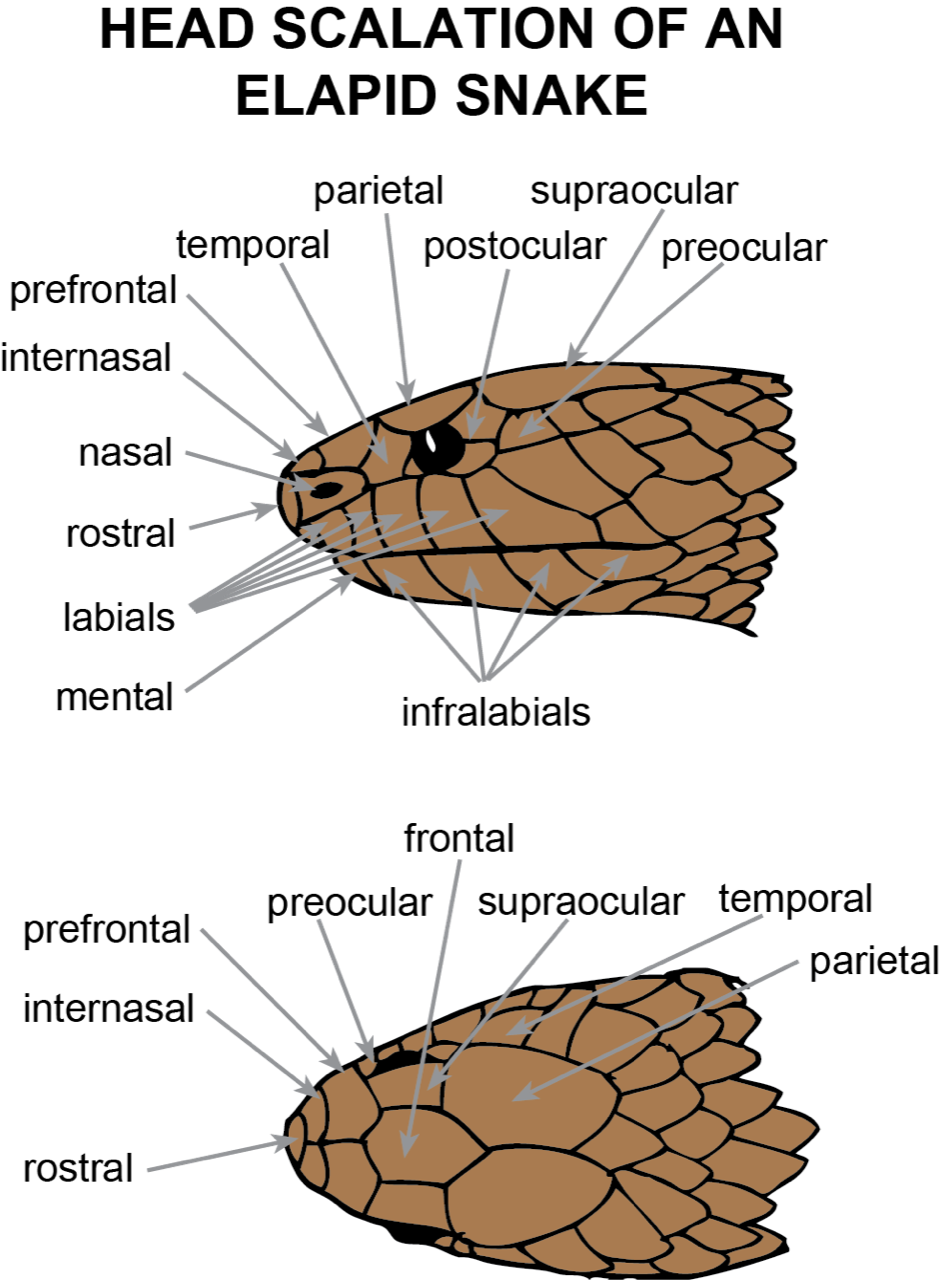 HEAD SCALATION OF AN
ELAPID SNAKE
parietal
supraocular
temporal
postocular
preocular
prefrontal
internasal
nasal
rostral
labials
mental
infralabials
frontal
preocular
supraocular
temporal
prefrontal
parietal
internasal
rostral